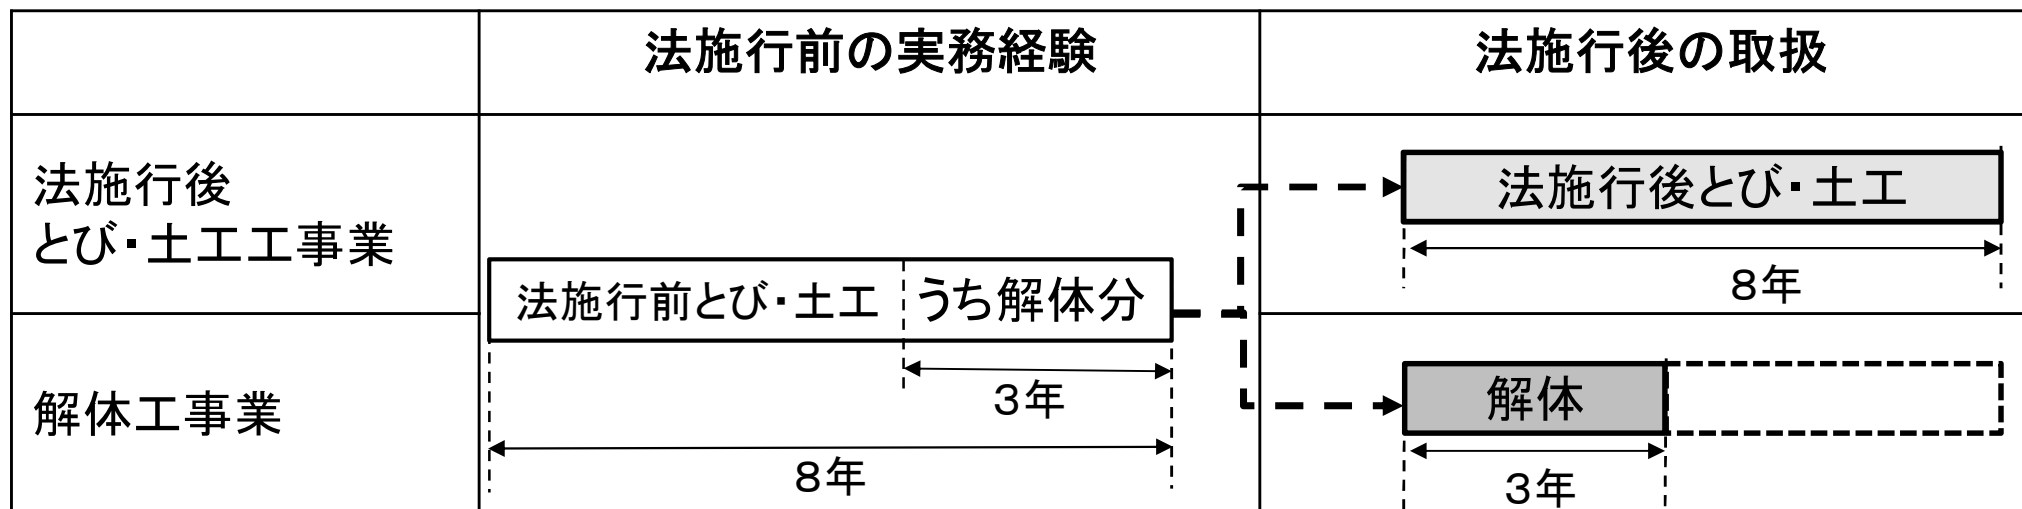 法施行前の実務経験
法施行後の取扱
法施行後
とび・土工工事業
法施行前とび・土工
うち解体分
3年
8年
法施行後とび・土工
8年
解体工事業
解体
3年